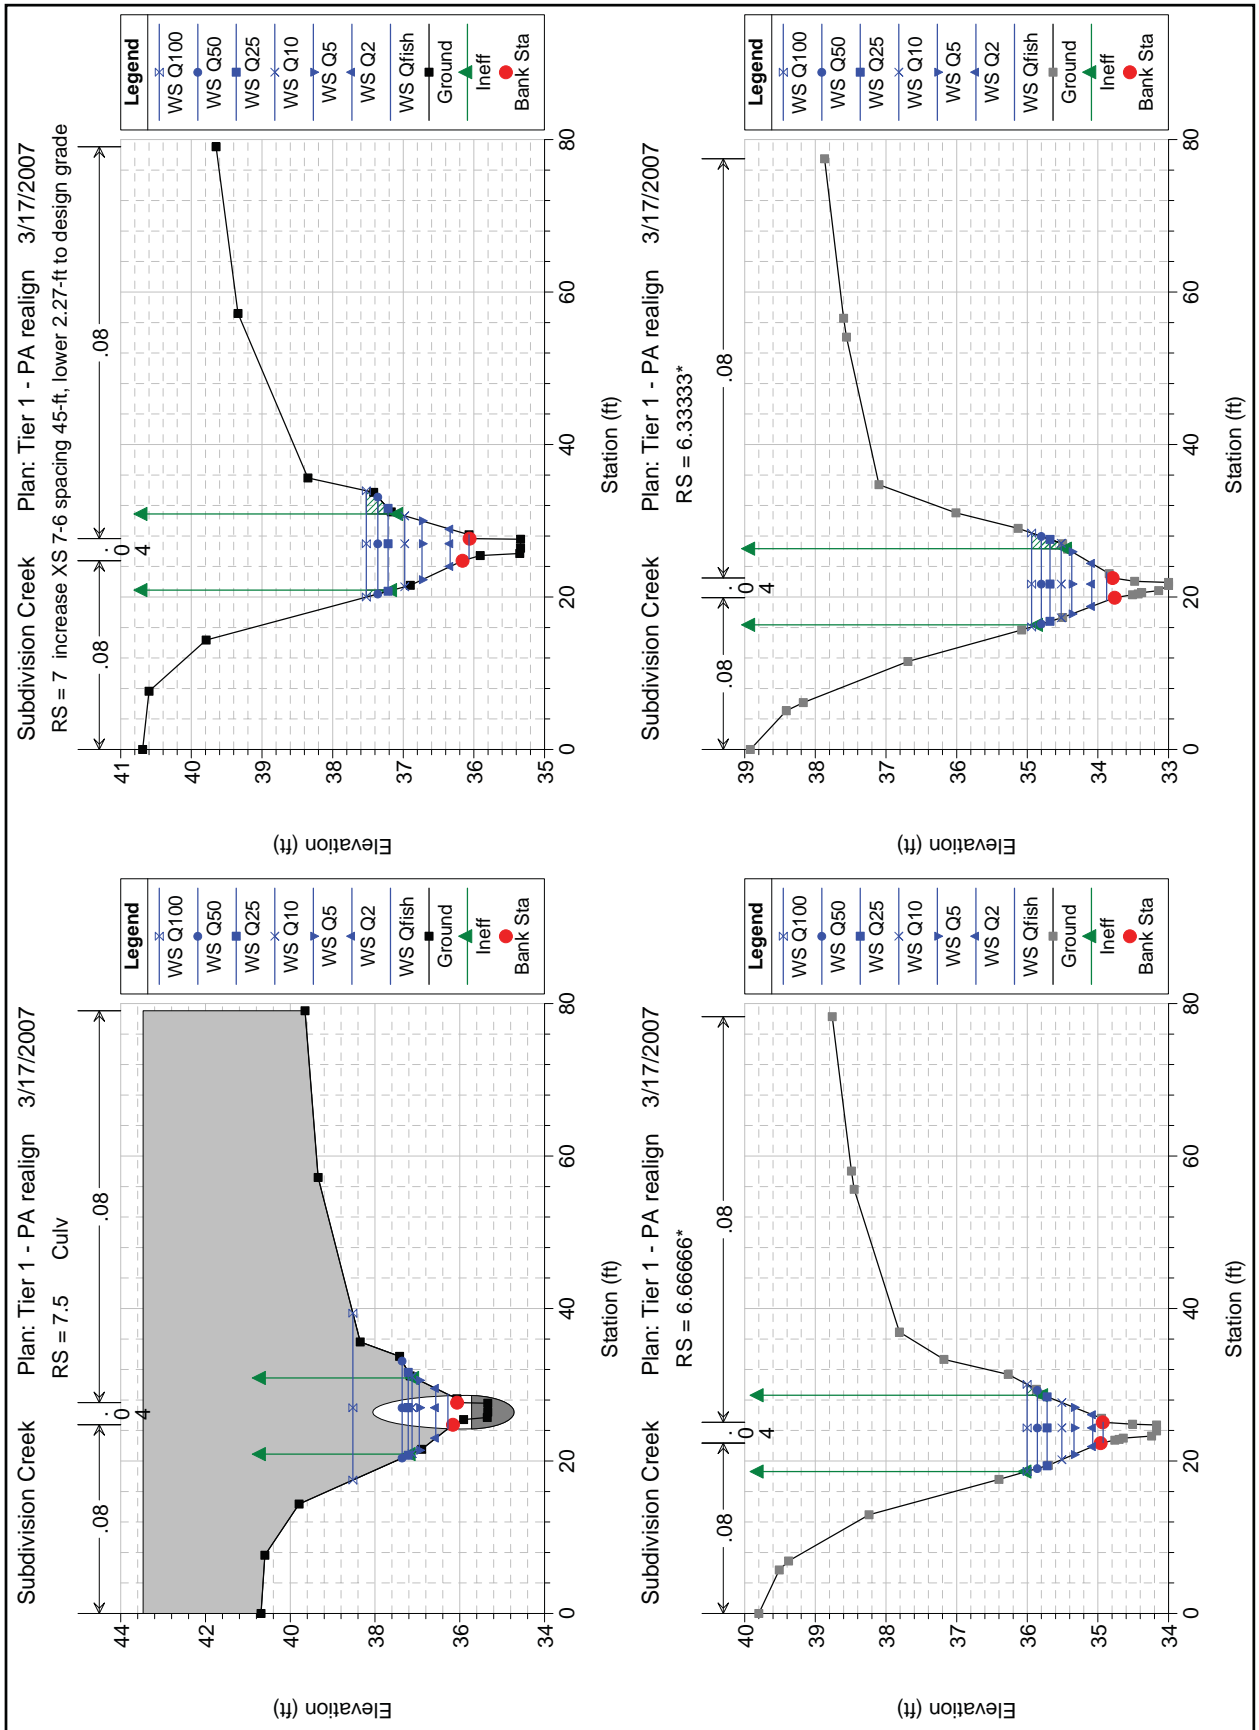 Subdivision Creek Plan: Tier 1 - PA realign 3/17/2007
RS = 7.5 Culv
.08
.04
.08
44
42
40
38
36
34
0
20
40
60
80
Elevation (ft)
Station (ft)
Legend
WS Q100
WS Q50
WS Q25
WS Q10
WS Q5
WS Q2
WS Qfish
Ground
Ineff
Bank Sta
Subdivision Creek Plan: Tier 1 - PA realign 3/17/2007
RS = 7 increase XS 7-6 spacing 45-ft, lower 2.27-ft to design grade
.08
.04
.08
41
40
39
38
37
36
35
0
20
40
60
80
Elevation (ft)
Station (ft)
Legend
WS Q100
WS Q50
WS Q25
WS Q10
WS Q5
WS Q2
WS Qfish
Ground
Ineff
Bank Sta
Subdivision Creek Plan: Tier 1 - PA realign 3/17/2007
RS = 6.66666*
.08
.04
.08
40
39
38
37
36
35
34
0
20
40
60
80
Elevation (ft)
Station (ft)
Legend
WS Q100
WS Q50
WS Q25
WS Q10
WS Q5
WS Q2
WS Qfish
Ground
Ineff
Bank Sta
Subdivision Creek Plan: Tier 1 - PA realign 3/17/2007
RS = 6.33333*
.08
.04
.08
39
38
37
36
35
34
33
0
20
40
60
80
Elevation (ft)
Station (ft)
Legend
WS Q100
WS Q50
WS Q25
WS Q10
WS Q5
WS Q2
WS Qfish
Ground
Ineff
Bank Sta